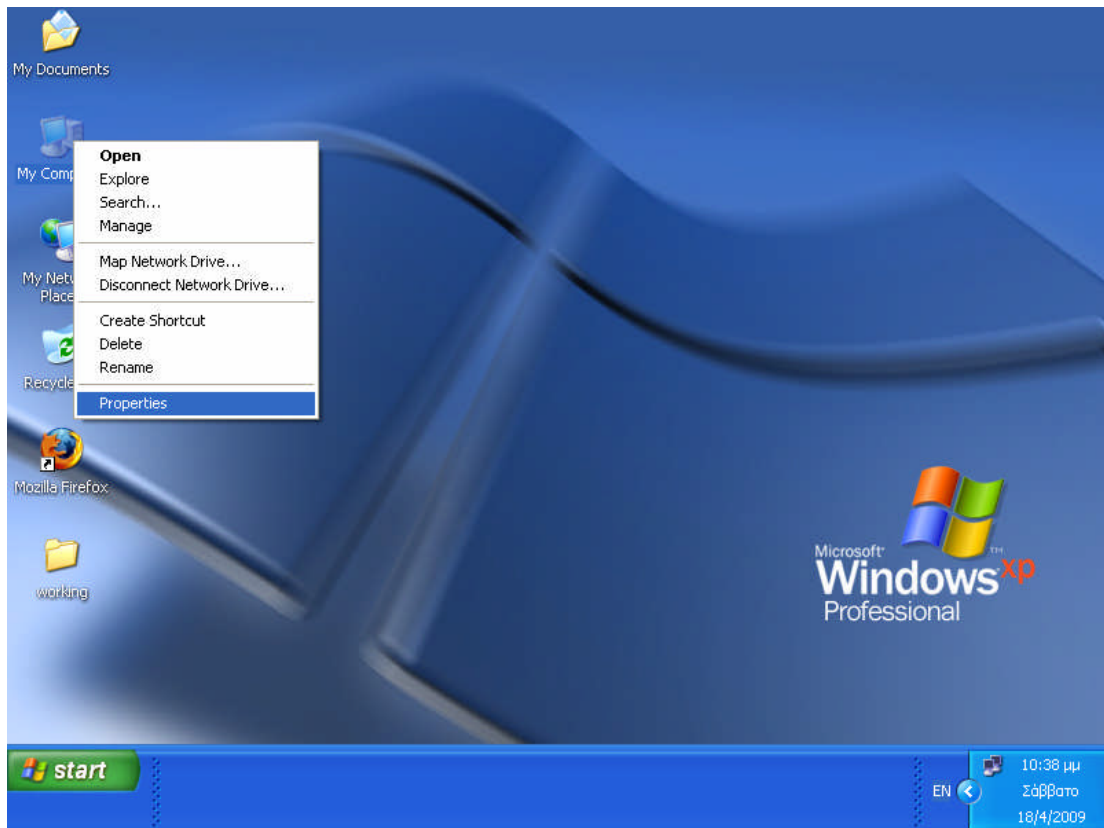 My Documents
My Comp
Open
Explore
Search...
Manage
Map Network Drive...
Disconnect Network Drive...
Create Shortcut
Delete
Rename
Properties
My Netw
Place
Recycle
Mozilla Firefox
working
Microsoft
Windows xp
TM
Professional
start
EN
10:38 μμ
Σάββατο
18/4/2009